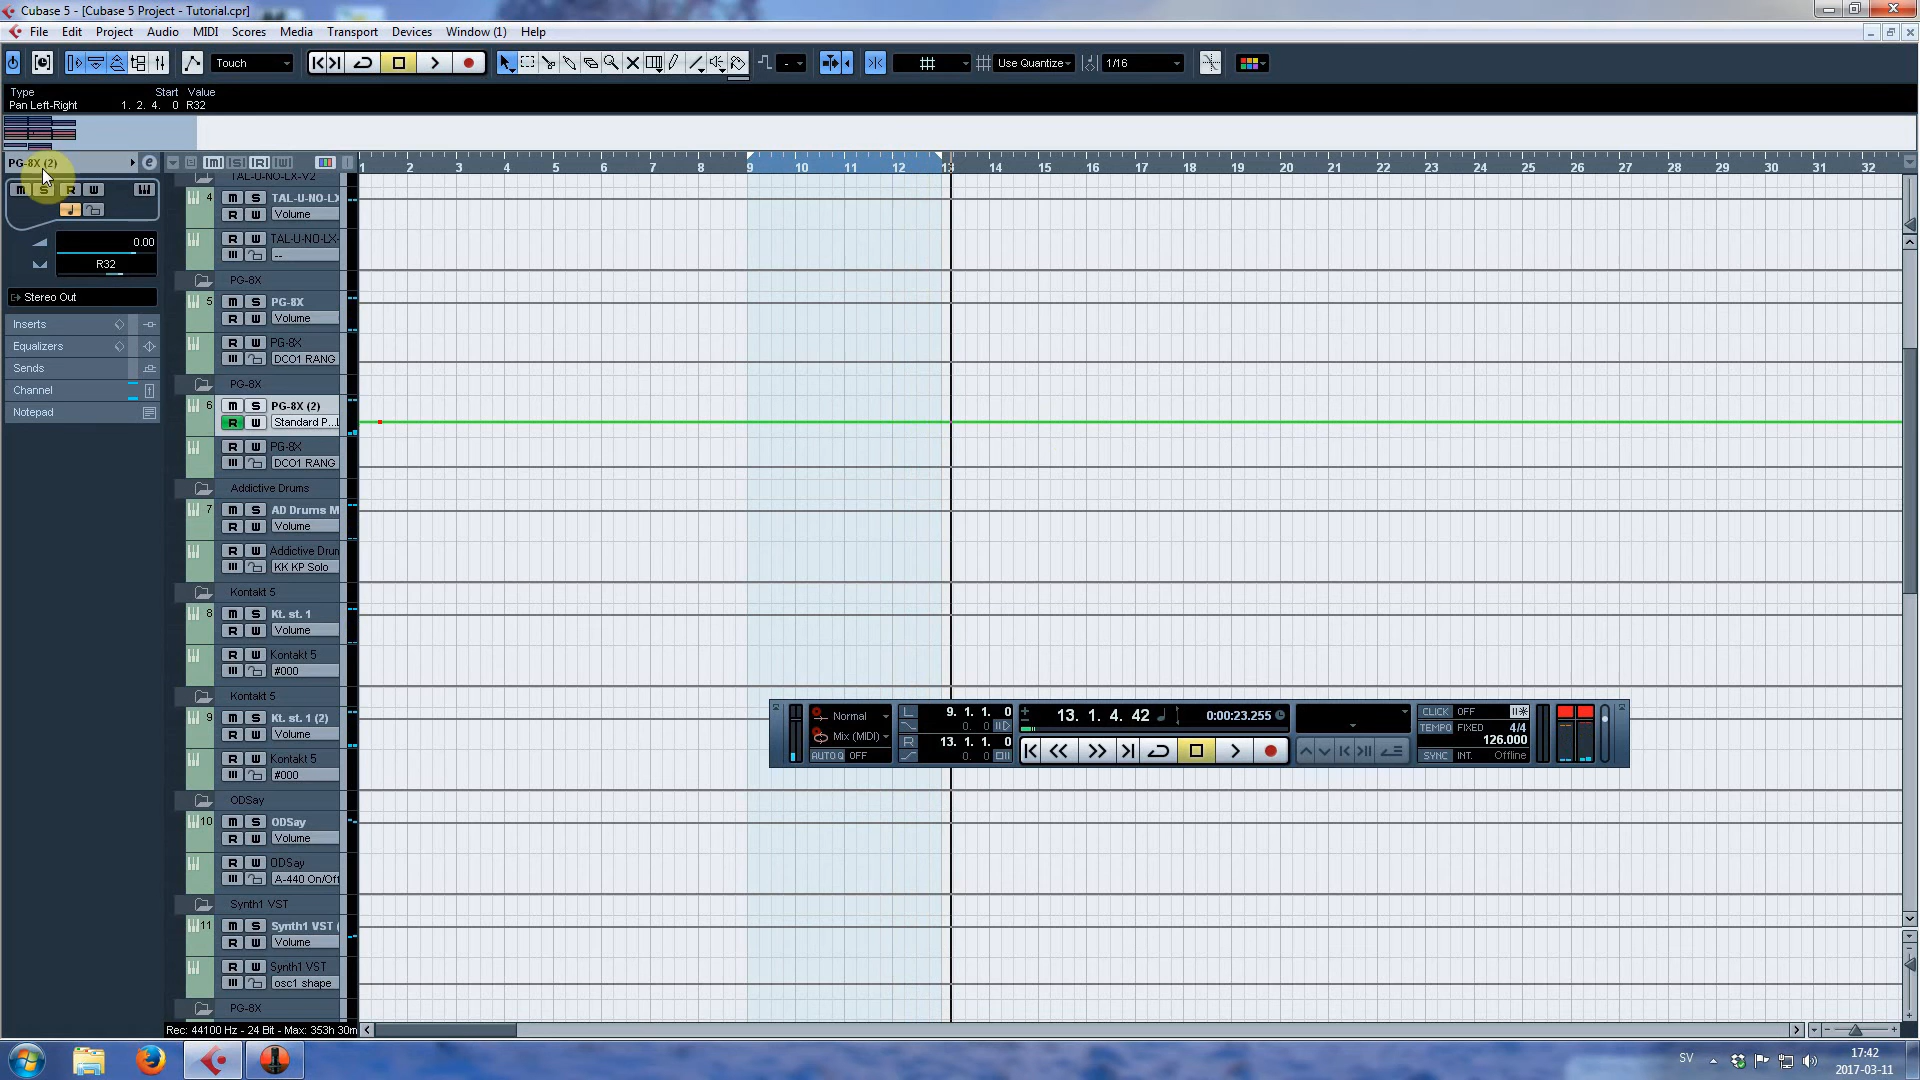 Cubase 5 - [Cubase 5 Project - Tutorial.cpr]
File Edit Project Audio MIDI Scores Media Transport Devices Window (1) Help
Touch
-
Use Quantize
1/16
Type Start Value
Pan Left-Right 1. 2. 4. 0 R32
PG-8X (2)
e
m S R W
0.00
R32
Stereo Out
Inserts
Equalizers
Sends
Channel
Notepad
[m] [S] [R] [W]
1 2 3 4 5 6 7 8 9 10 11 12 13 14 15 16 17 18 19 20 21 22 23 24 25 26 27 28 29 30 31 32
TAL-U-NO-LX-V2
4 m S TAL-U-NO-LX
R W Volume
R W TAL-U-NO-LX-
--
PG-8X
5 m S PG-8X
R W Volume
R W PG-8X
DCO1 RANG
PG-8X
6 m S PG-8X (2)
R W Standard P...L
R W PG-8X
DCO1 RANG
Addictive Drums
7 m S AD Drums M
R W Volume
R W Addictive Drum
KK KP Solo
Kontakt 5
8 m S Kt. st. 1
R W Volume
R W Kontakt 5
#000
Kontakt 5
9 m S Kt. st. 1 (2)
R W Volume
R W Kontakt 5
#000
ODSay
10 m S ODSay
R W Volume
R W ODSay
A-440 On/Off
Synth1 VST
11 m S Synth1 VST (
R W Volume
R W Synth1 VST
osc1 shape
PG-8X
Normal
Mix (MIDI)
AUTO Q OFF
L 9. 1. 1. 0
0. 0
R 13. 1. 1. 0
0. 0
13. 1. 4. 42
0:00:23.255
CLICK OFF
TEMPO FIXED 4/4
126.000
SYNC INT. Offline
Rec: 44100 Hz - 24 Bit - Max: 353h 30m
SV
17:42
2017-03-11